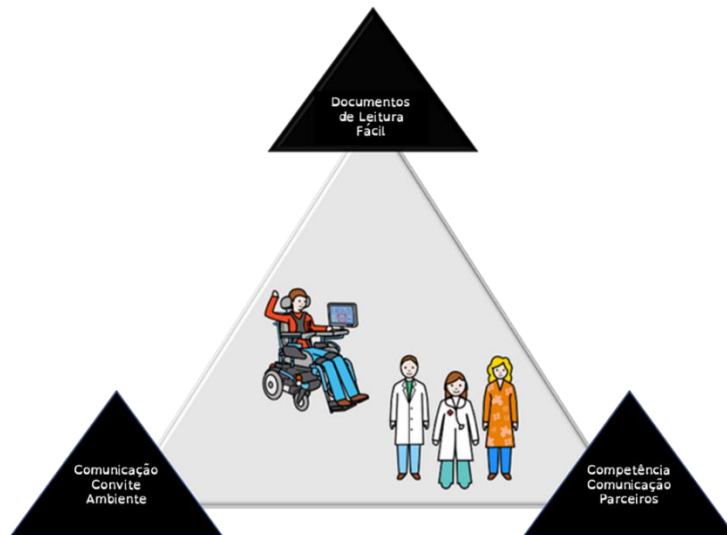 Documentos
de Leitura
Fácil
Comunicação
Convite
Ambiente
Competência
Comunicação
Parceiros